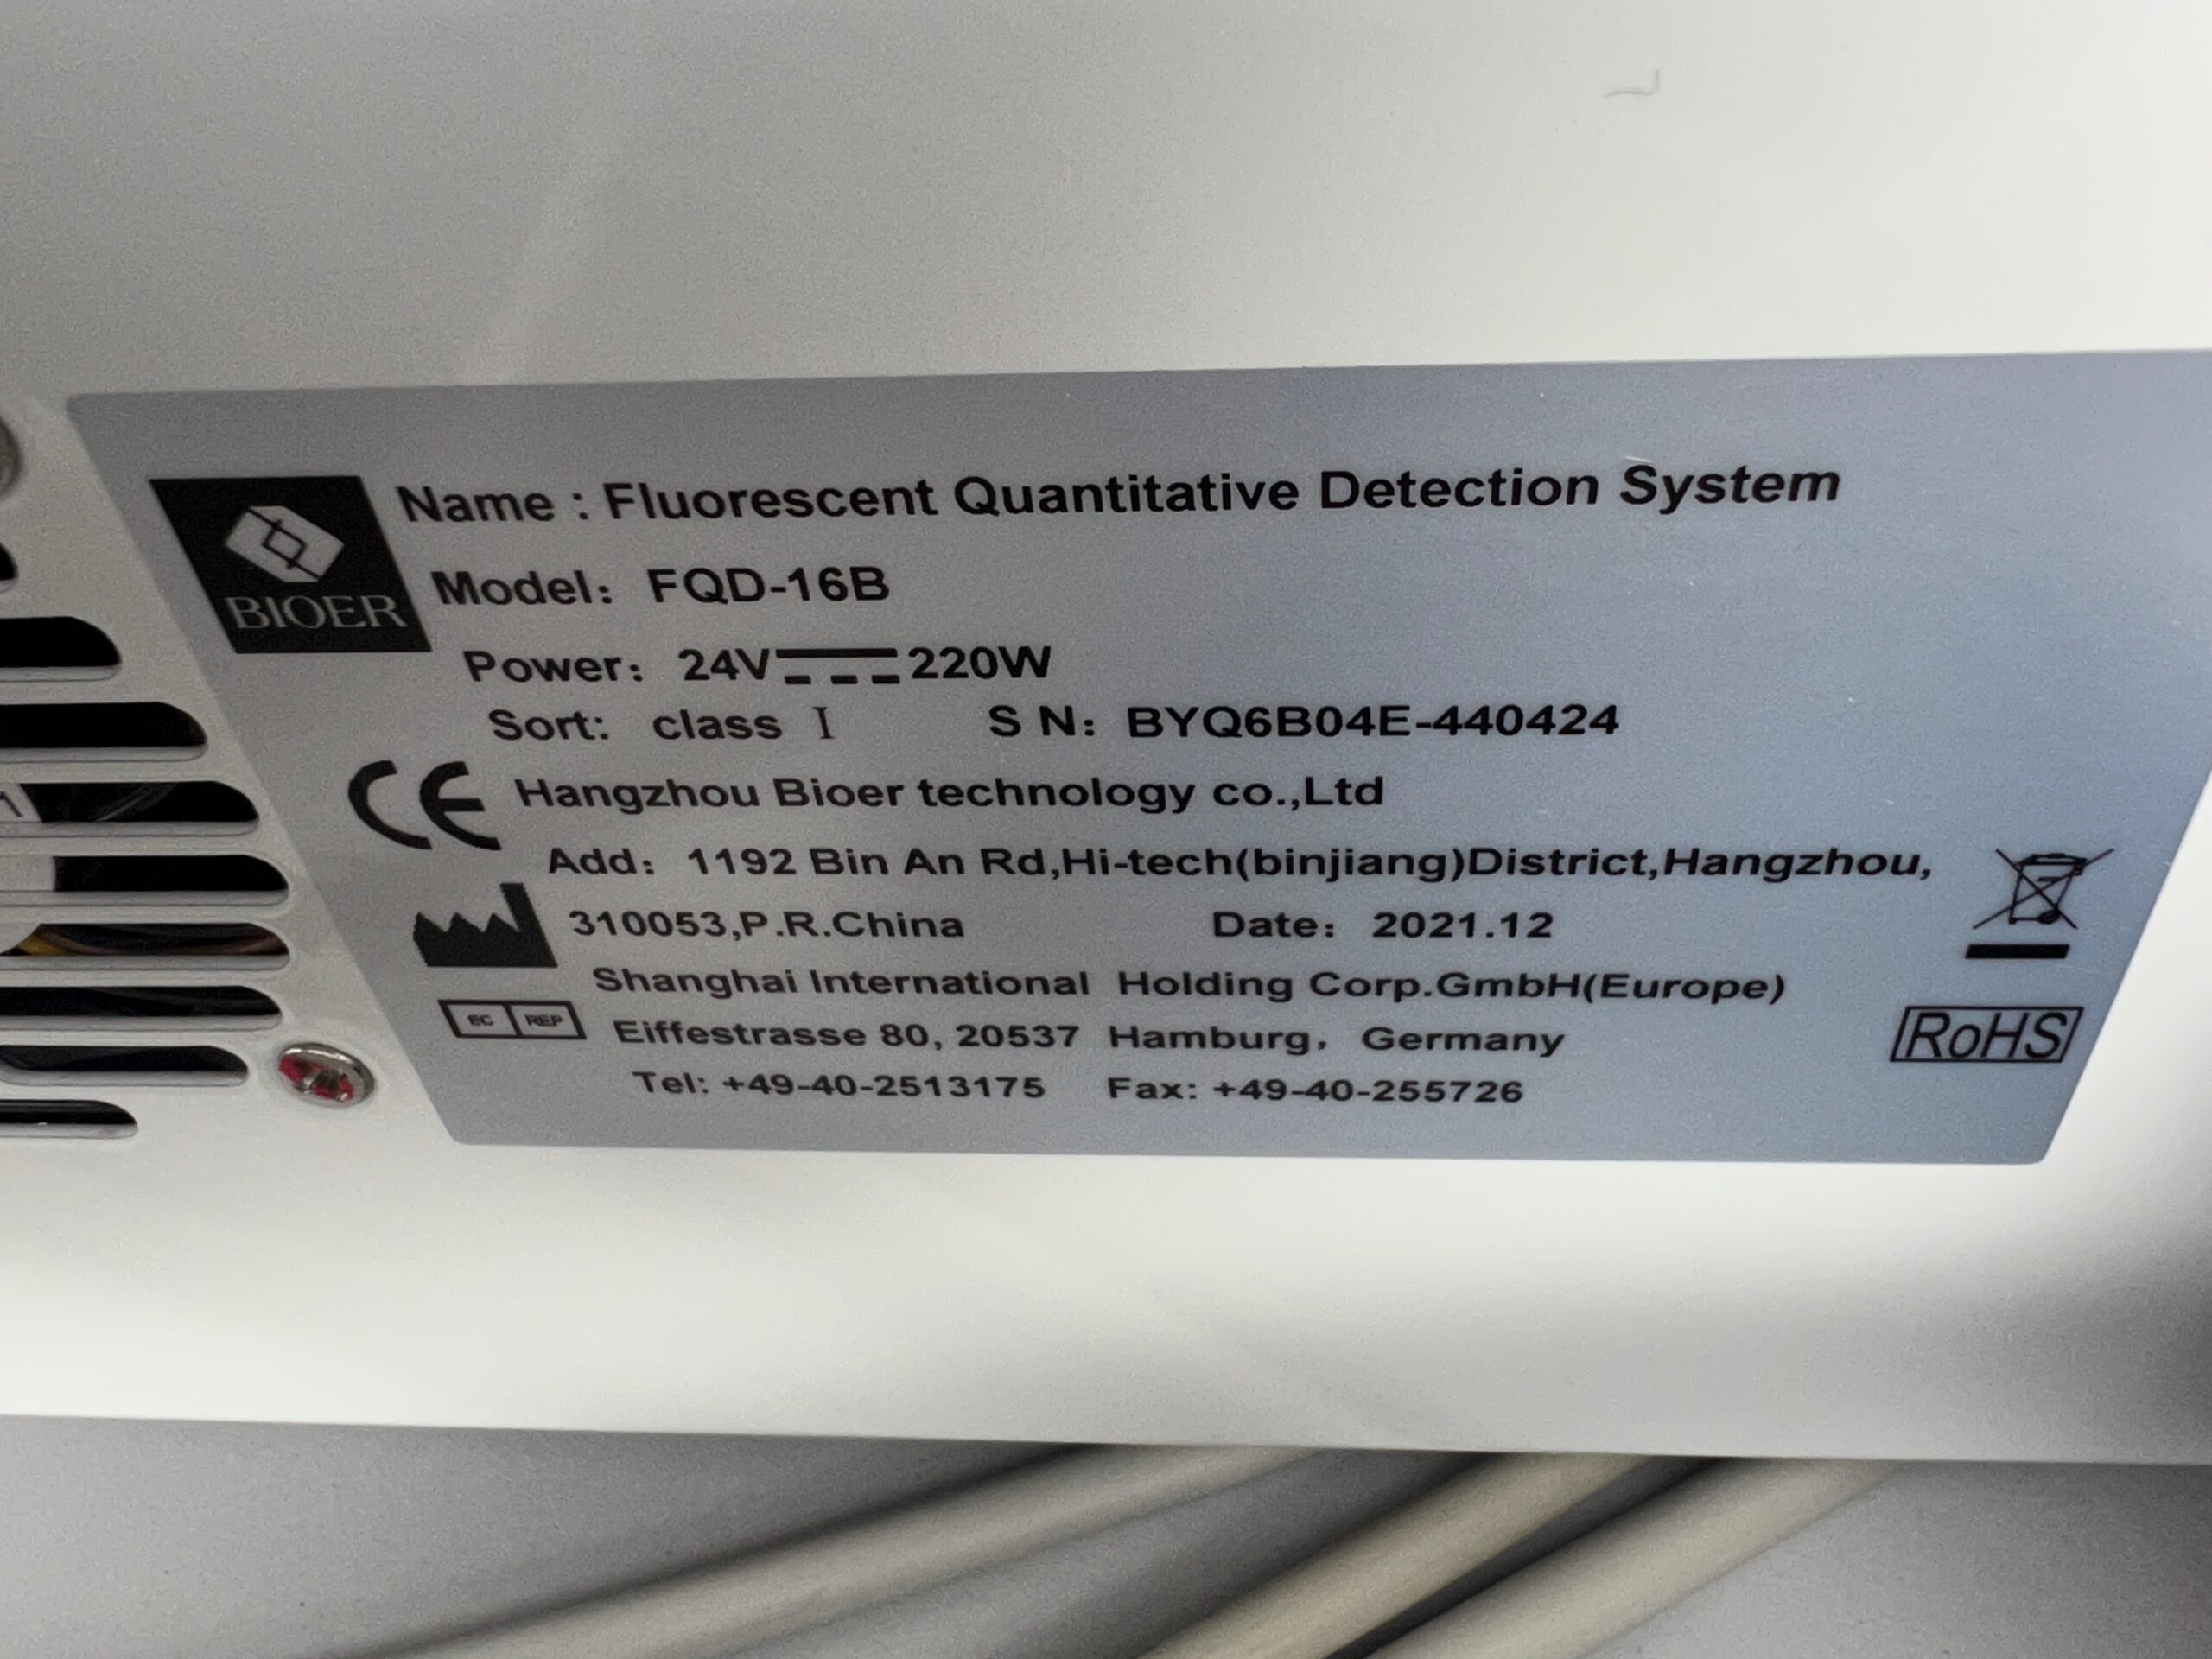 BIOER
Name : Fluorescent Quantitative Detection System
Model: FQD-16B
Power: 24V 220W
Sort: class I S N: BYQ6B04E-440424
CE Hangzhou Bioer technology co.,Ltd
Add: 1192 Bin An Rd,Hi-tech(binjiang)District,Hangzhou,
310053,P.R.China Date: 2021.12
Shanghai International Holding Corp.GmbH(Europe)
EC REP Eiffestrasse 80, 20537 Hamburg, Germany
RoHS
Tel: +49-40-2513175 Fax: +49-40-255726